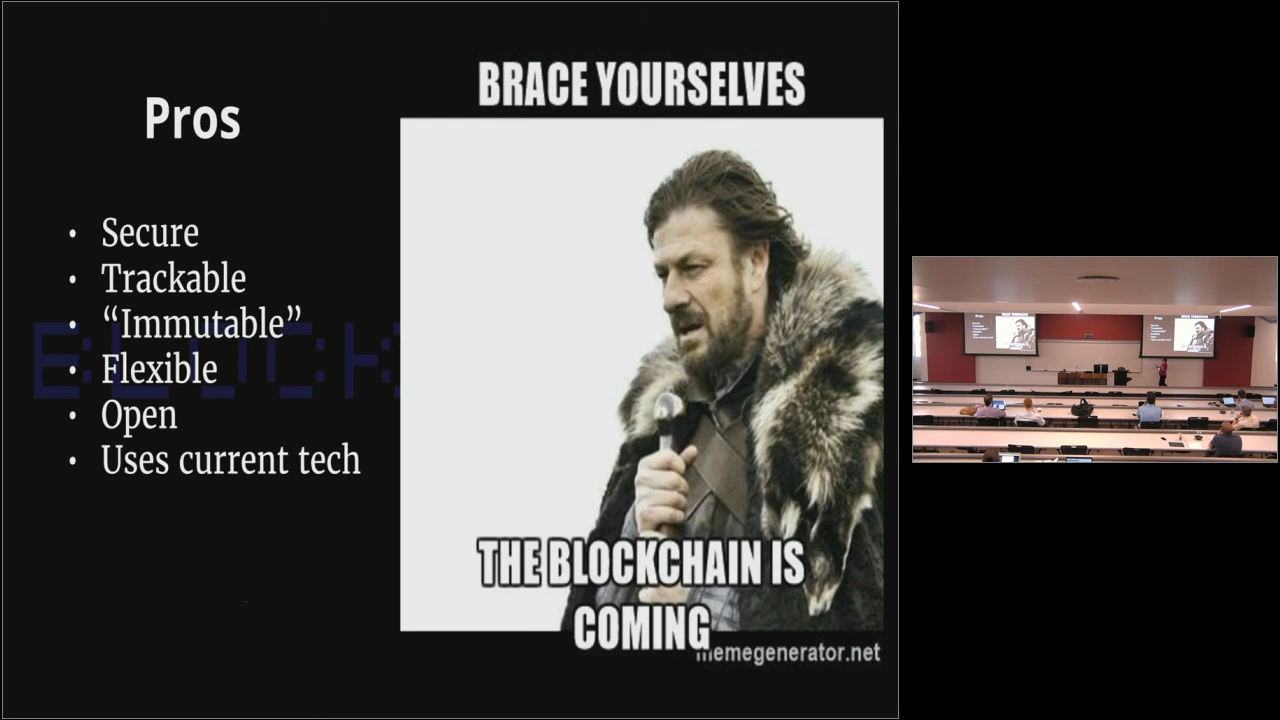 Pros
• Secure
• Trackable
• “Immutable”
• Flexible
• Open
• Uses current tech
BRACE YOURSELVES
THE BLOCKCHAIN IS
COMING
memegenerator.net